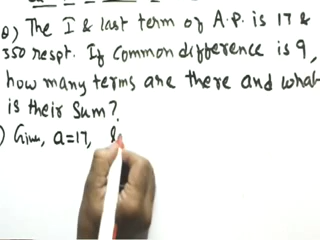 Q) The I & last term of A.P. is 17 &
350 respt. If Common difference is 9,
how many terms are there and what
is their Sum?
) Given, a=17, l